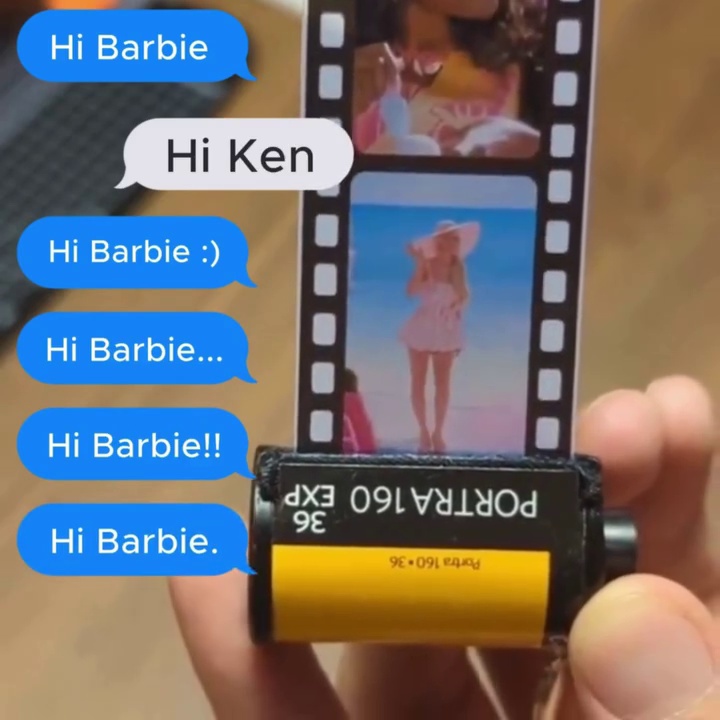 Hi Barbie
Hi Ken
Hi Barbie :)
Hi Barbie...
Hi Barbie!!
Hi Barbie.
PORTRA 160 36
EXP
Portra 160 • 36